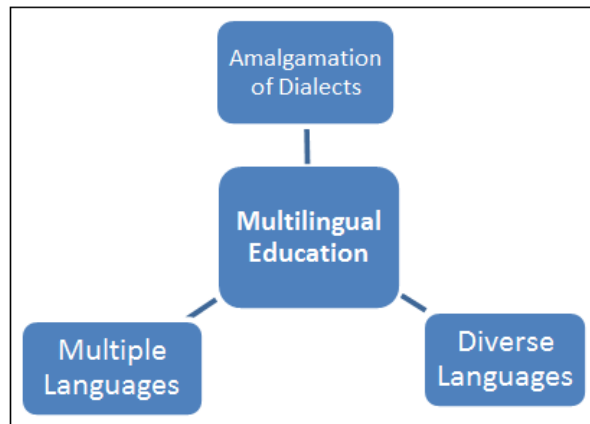 Amalgamation
of Dialects
Multilingual
Education
Multiple
Languages
Diverse
Languages